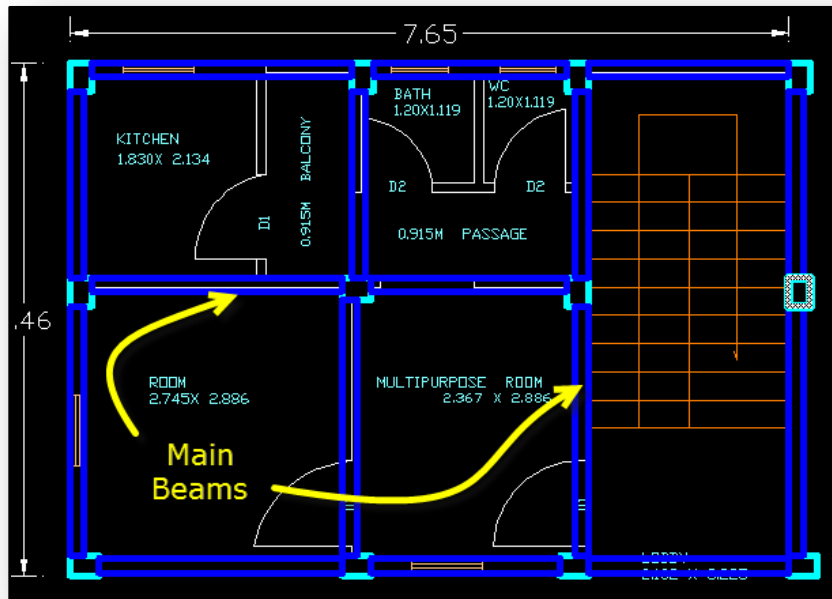 7.65
BATH
1.20X1.119
WC
1.20X1.119
KITCHEN
1.830X 2.134
BALCONY
0.915M
D1
D2
D2
0.915M PASSAGE
.46
ROOM
2.745X 2.886
MULTIPURPOSE ROOM
2.367 X 2.886
Main
Beams